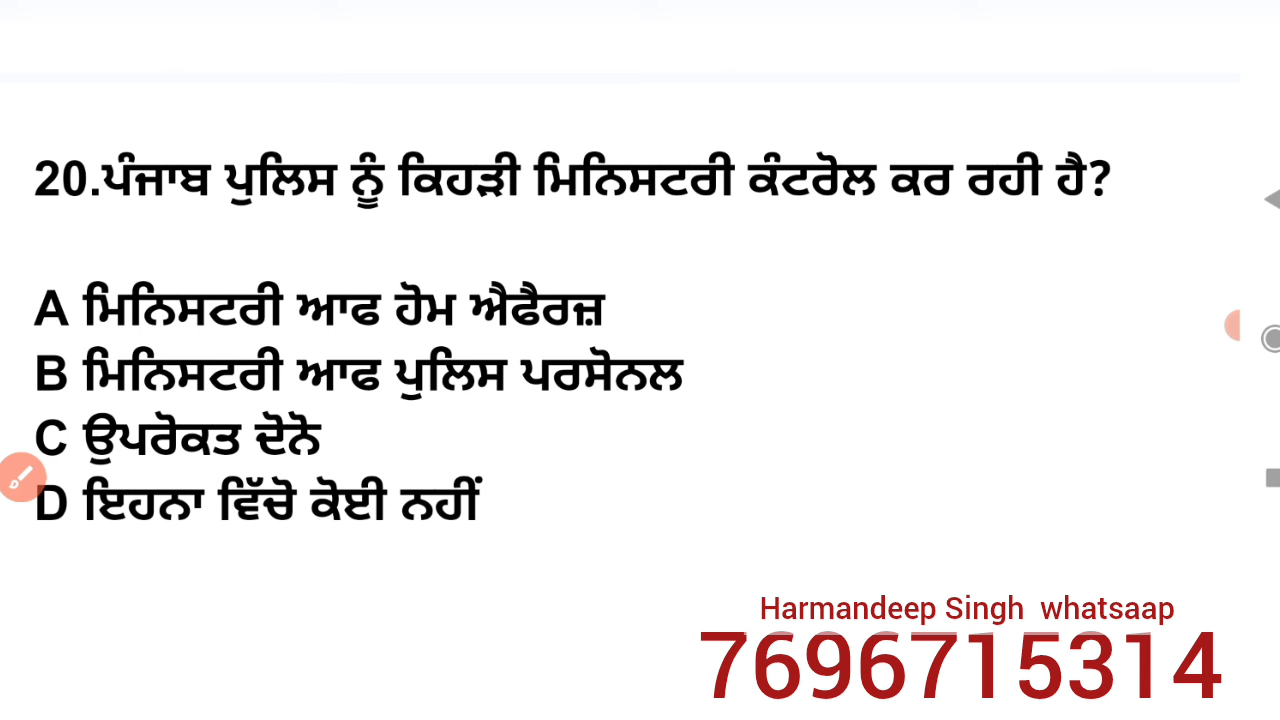 20.ਪੰਜਾਬ ਪੁਲਿਸ ਨੂੰ ਕਿਹੜੀ ਮਿਨਿਸਟਰੀ ਕੰਟਰੋਲ ਕਰ ਰਹੀ ਹੈ?
A ਮਿਨਿਸਟਰੀ ਆਫ ਹੋਮ ਐਫੈਰਜ਼
B ਮਿਨਿਸਟਰੀ ਆਫ ਪੁਲਿਸ ਪਰਸੋਨਲ
C ਉਪਰੋਕਤ ਦੋਨੋ
D ਇਹਨਾ ਵਿੱਚੋ ਕੋਈ ਨਹੀਂ
Harmandeep Singh whatsaap
7696715314